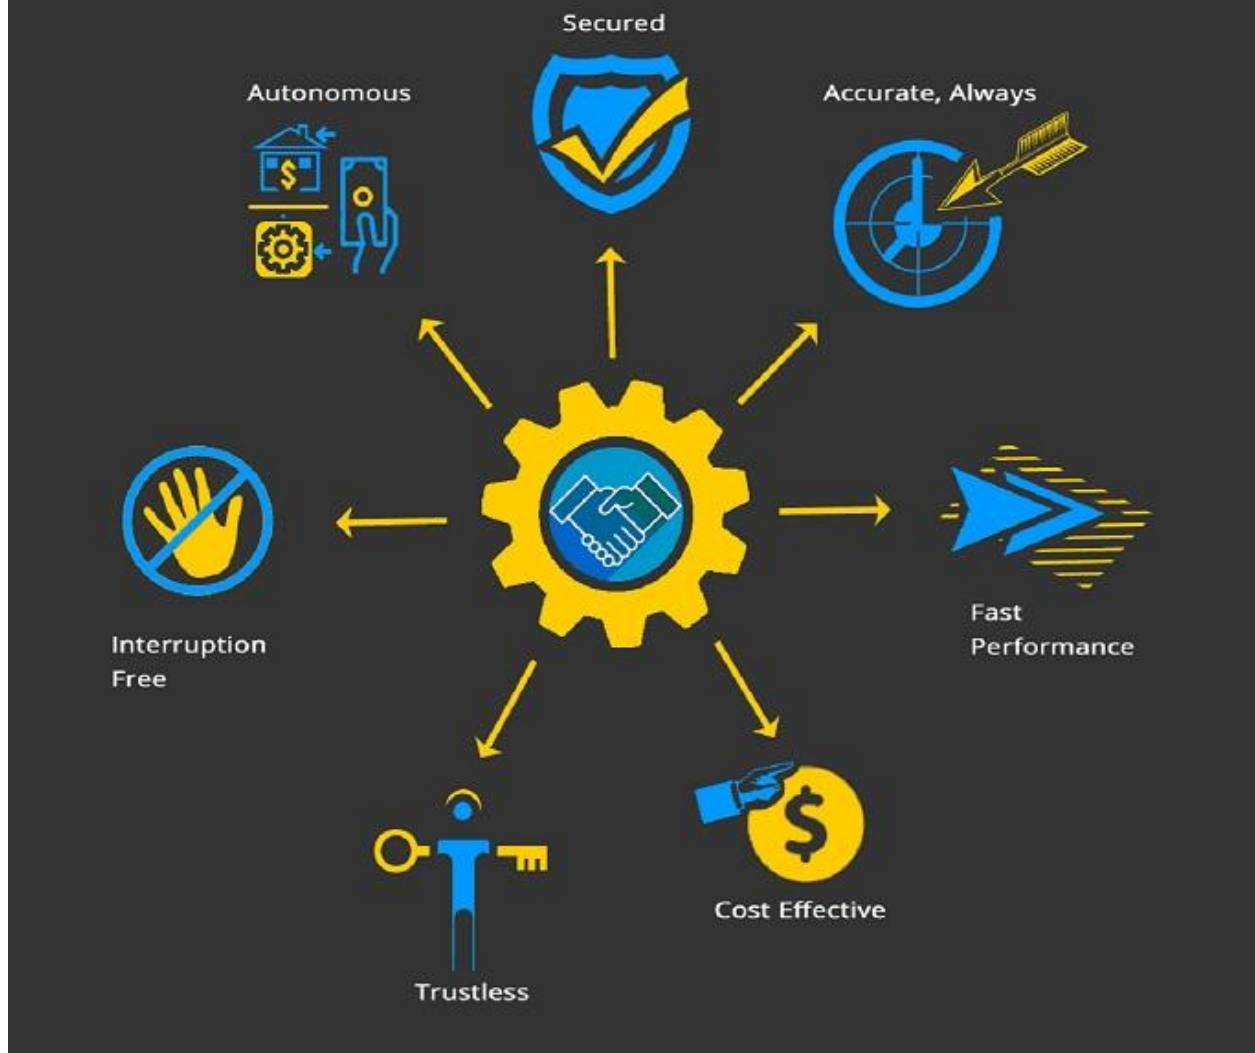 Secured
Autonomous
Accurate, Always
Fast
Performance
Interruption
Free
Cost Effective
Trustless